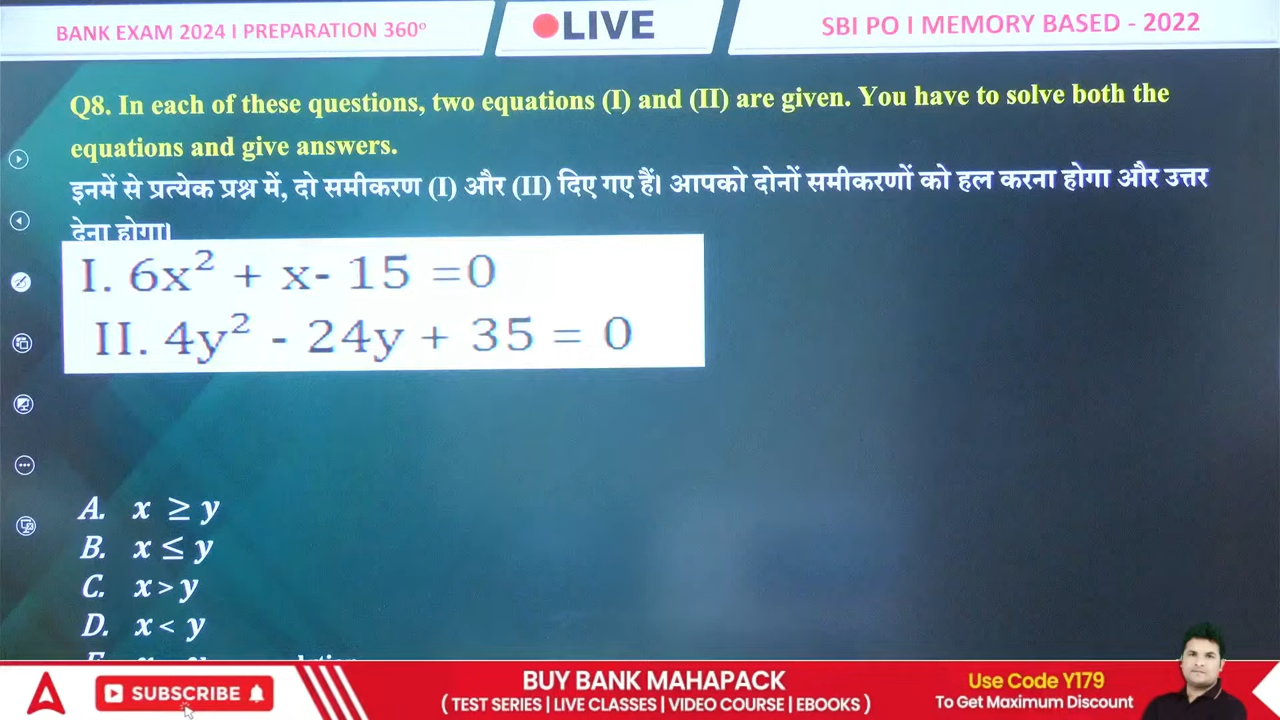 BANK EXAM 2024 I PREPARATION 360°
LIVE
SBI PO I MEMORY BASED - 2022
Q8. In each of these questions, two equations (I) and (II) are given. You have to solve both the
equations and give answers.
इनमें से प्रत्येक प्रश्न में, दो समीकरण (I) और (II) दिए गए हैं। आपको दोनों समीकरणों को हल करना होगा और उत्तर
देना होगा।
I. 6x² + x- 15 =0
II. 4y² - 24y + 35 = 0
A. x ≥ y
B. x ≤ y
C. x > y
D. x < y
SUBSCRIBE
BUY BANK MAHAPACK
( TEST SERIES | LIVE CLASSES | VIDEO COURSE | EBOOKS )
Use Code Y179
To Get Maximum Discount